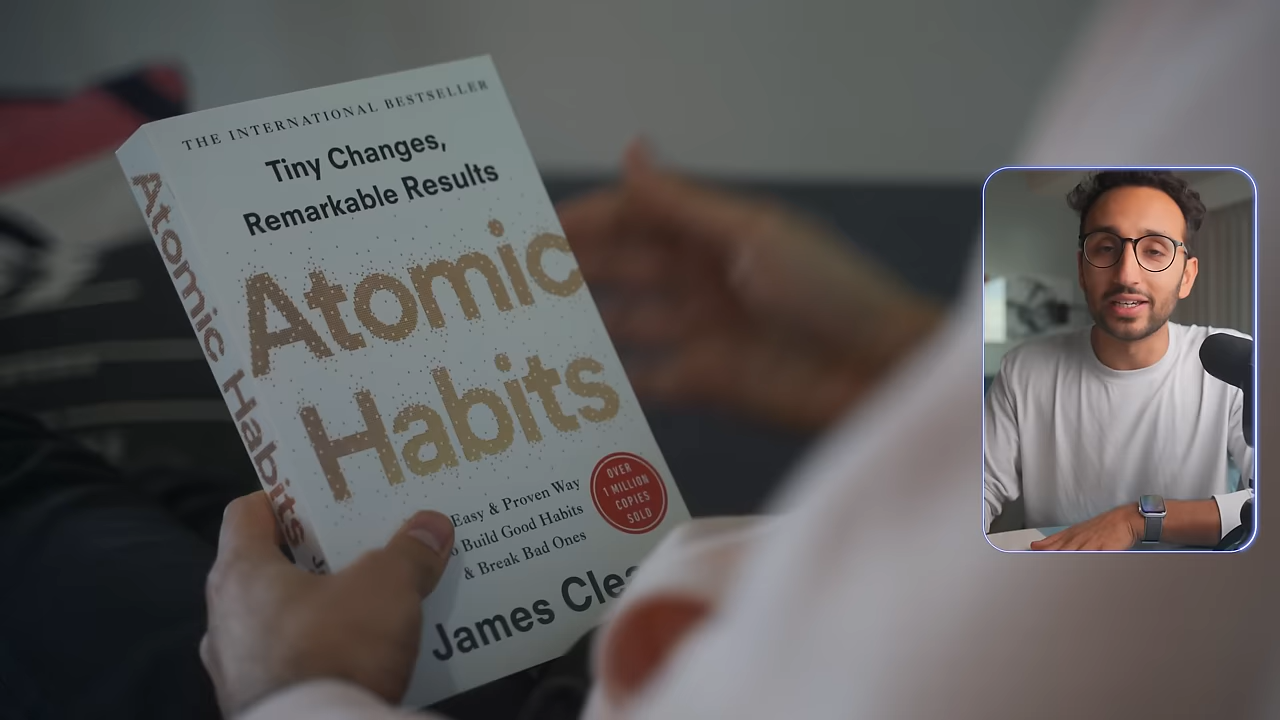 THE INTERNATIONAL BESTSELLER
Tiny Changes,
Remarkable Results
Atomic
Habits
Easy & Proven Way
Build Good Habits
& Break Bad Ones
OVER
1 MILLION
COPIES
SOLD
James
Atomic Habits